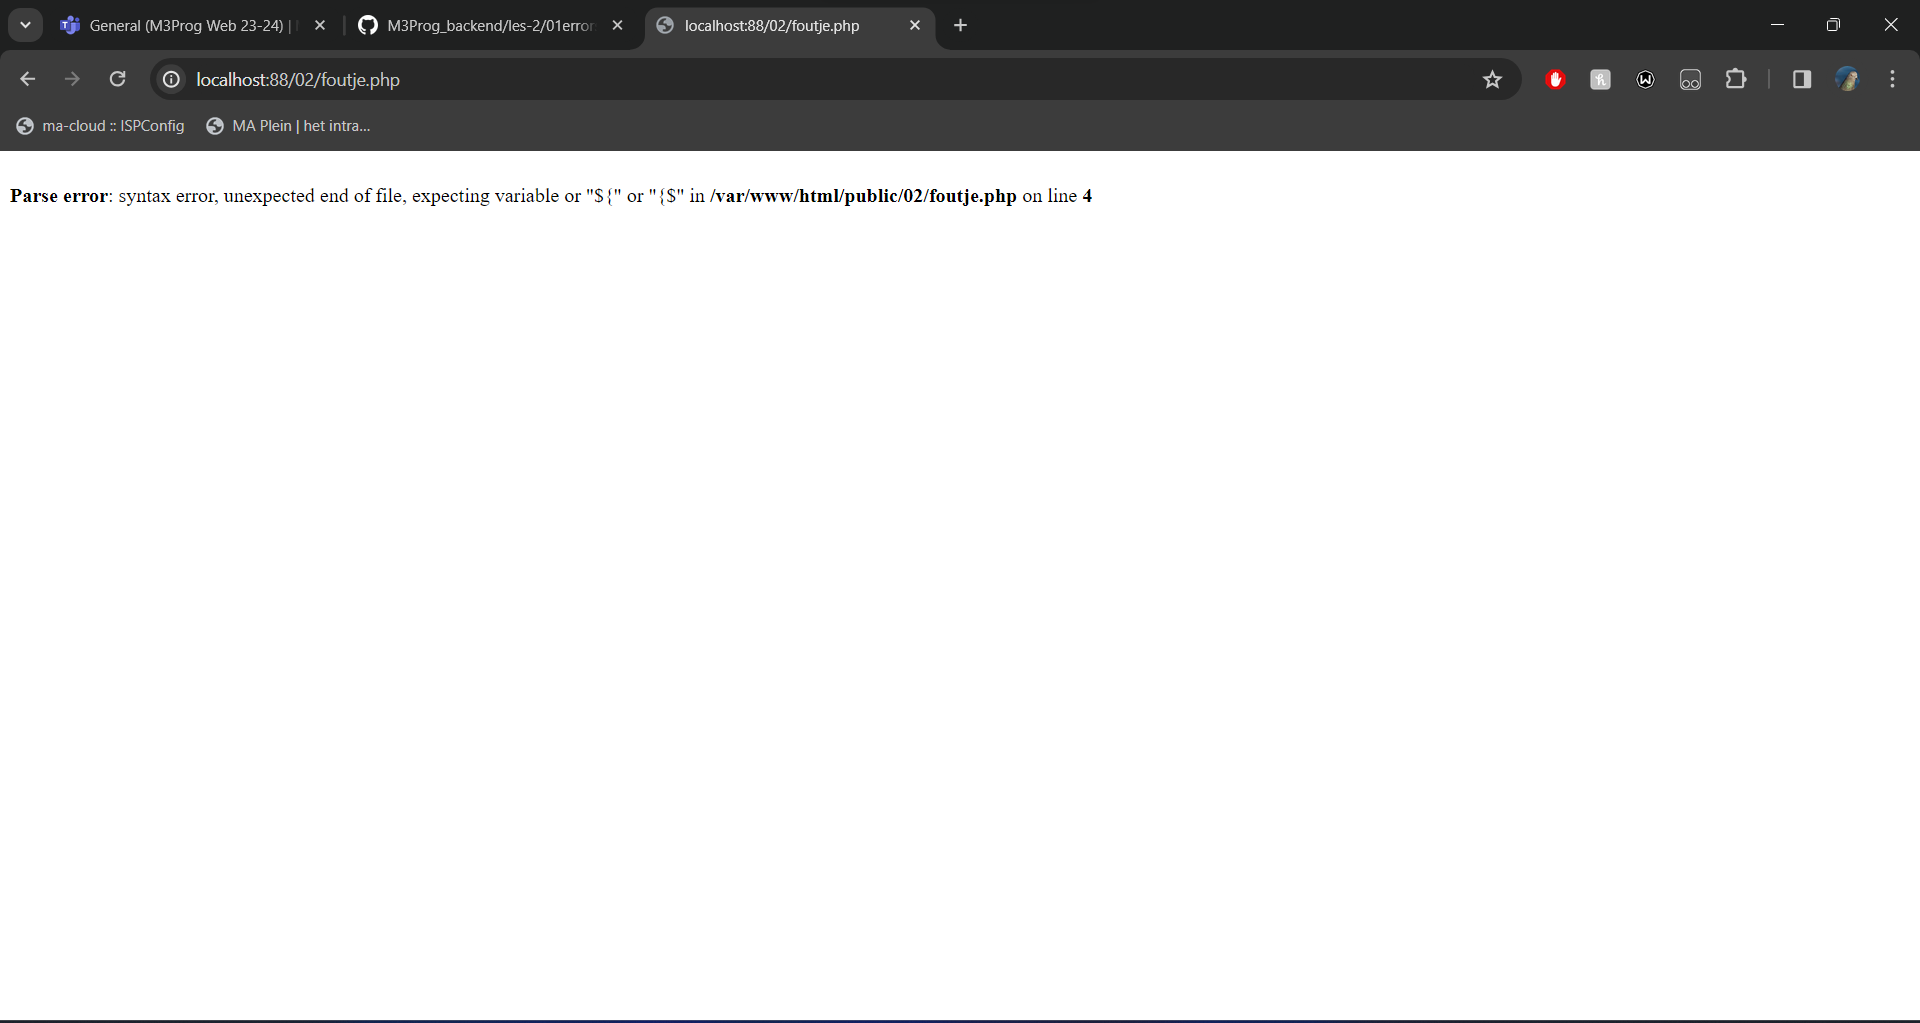 General (M3Prog Web 23-24) |
M3Prog_backend/les-2/01error
localhost:88/02/foutje.php
localhost:88/02/foutje.php
ma-cloud :: ISPConfig
MA Plein | het intra...
Parse error: syntax error, unexpected end of file, expecting variable or "${" or "{$" in /var/www/html/public/02/foutje.php on line 4